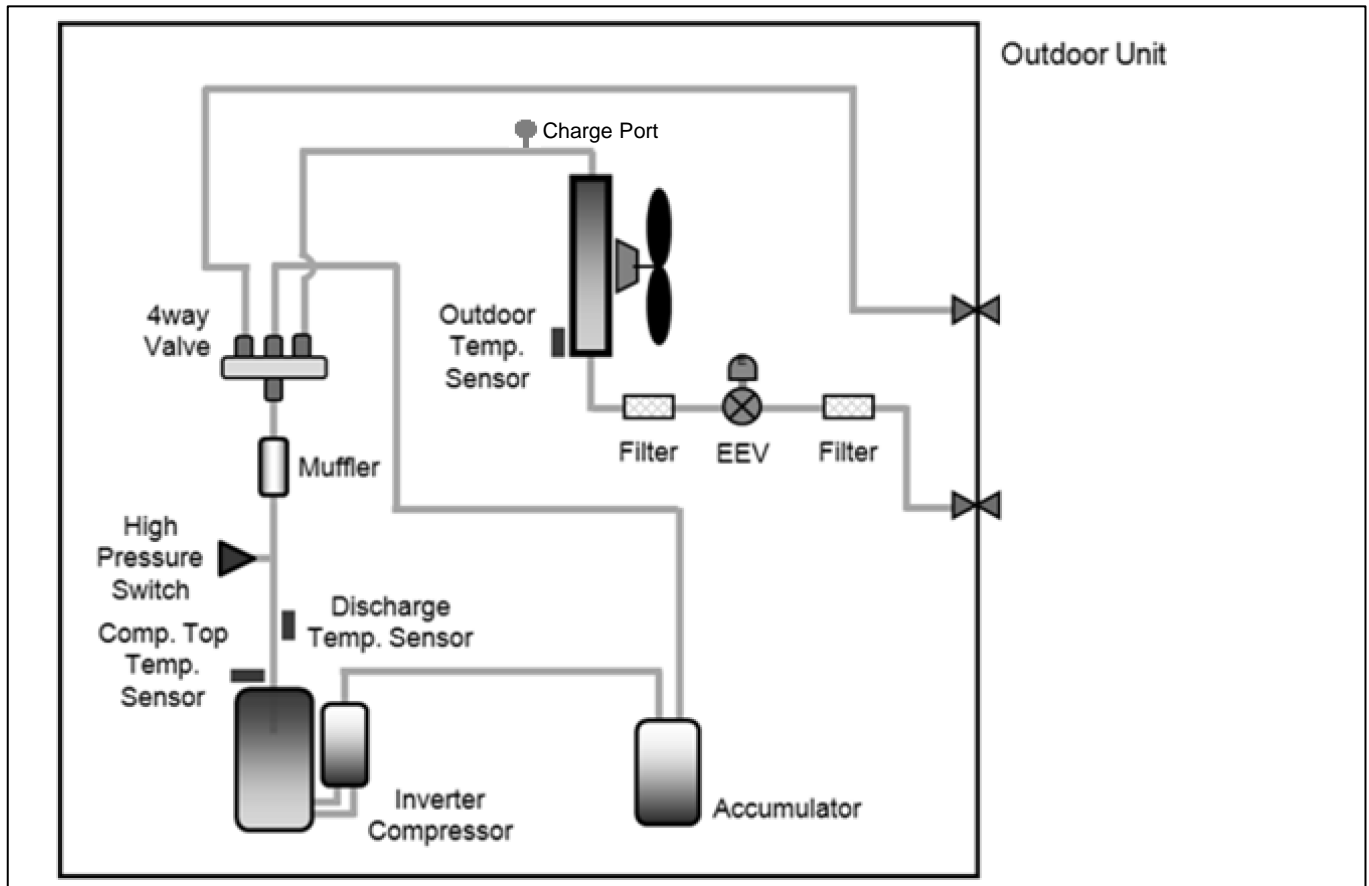 Outdoor Unit
Charge Port
4way
Valve
Outdoor
Temp.
Sensor
Filter
EEV
Filter
Muffler
High
Pressure
Switch
Discharge
Temp. Sensor
Comp. Top
Temp.
Sensor
Inverter
Compressor
Accumulator